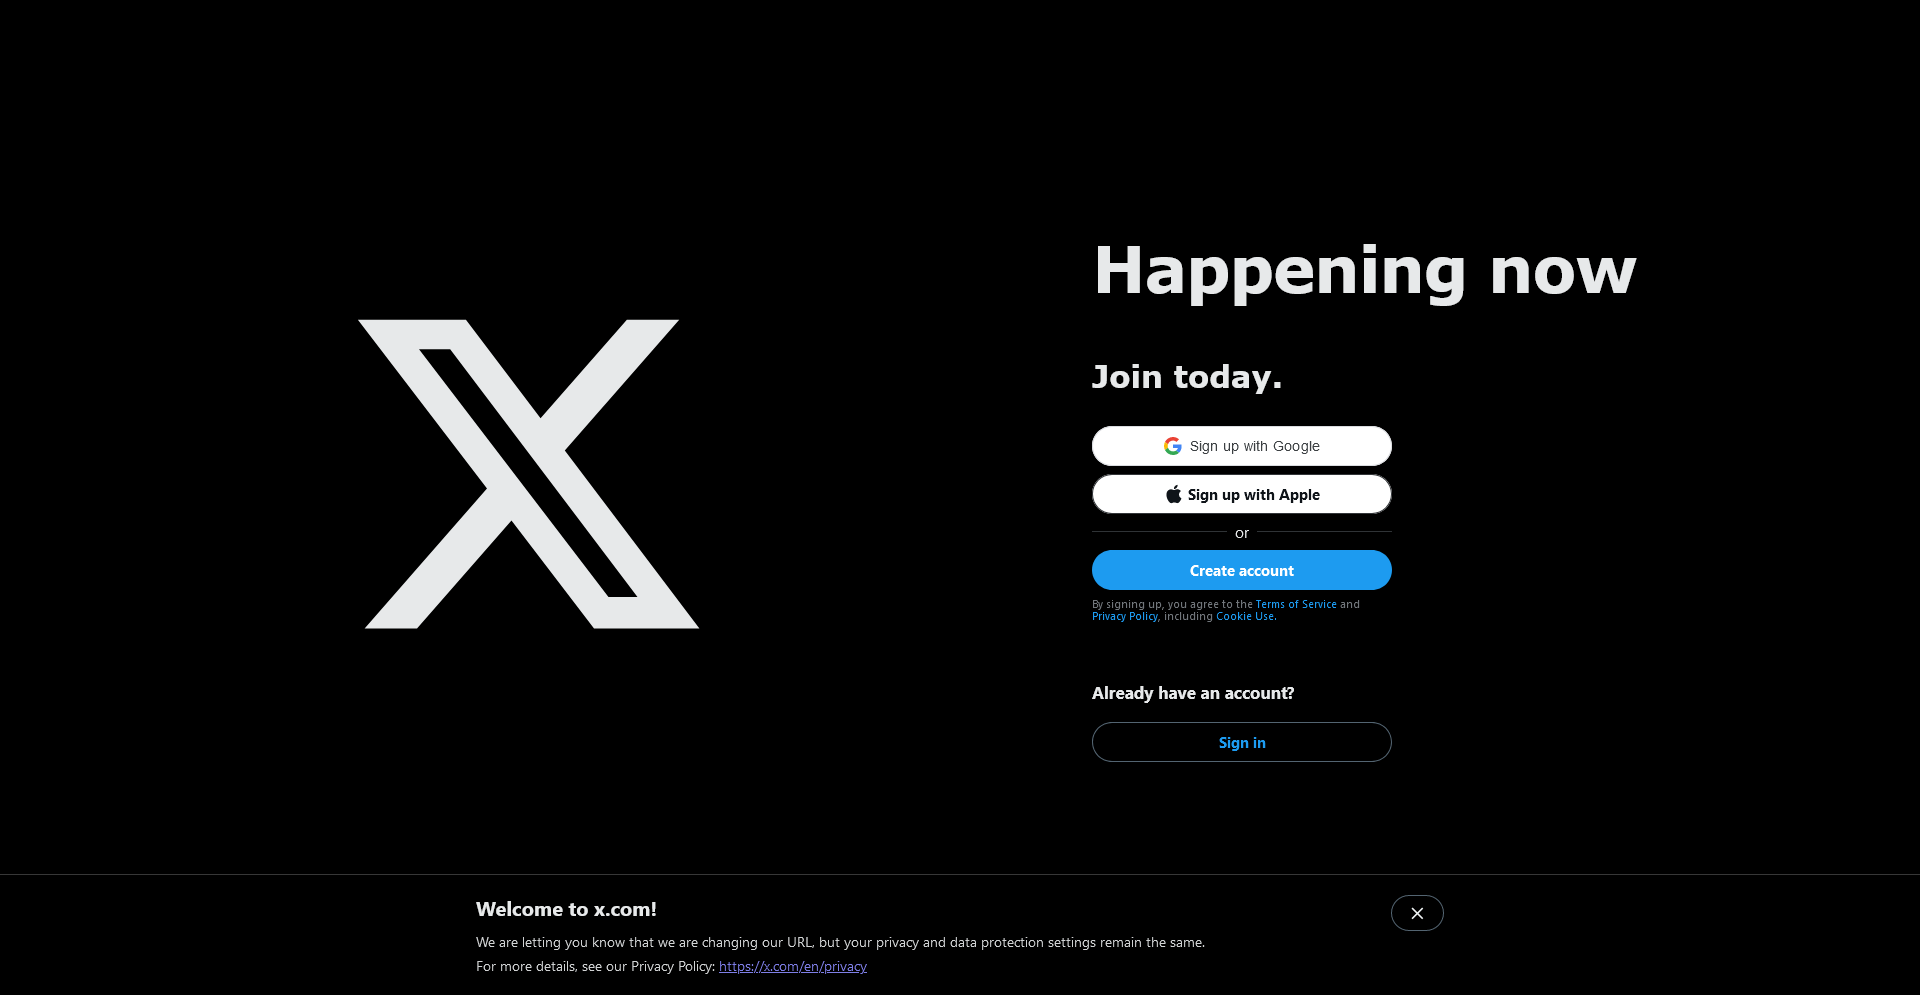 Happening now
Join today.
Sign up with Google
Sign up with Apple
or
Create account
By signing up, you agree to the Terms of Service and
Privacy Policy, including Cookie Use.
Already have an account?
Sign in
Welcome to x.com!
We are letting you know that we are changing our URL, but your privacy and data protection settings remain the same.
For more details, see our Privacy Policy: https://x.com/en/privacy